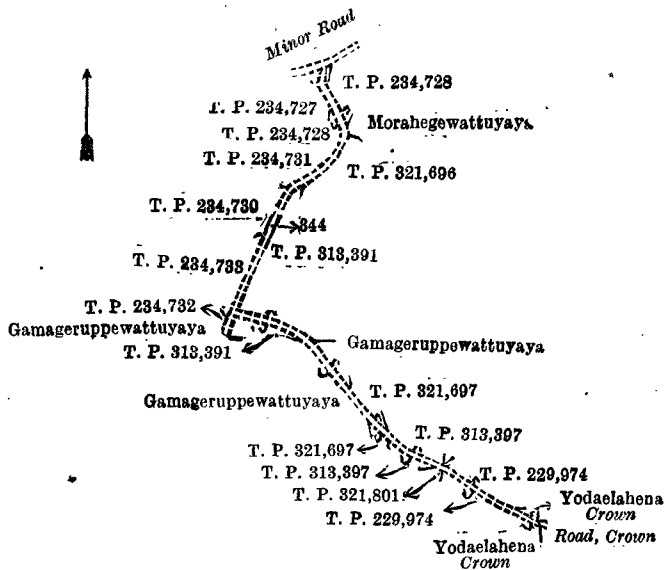 Minor Road
T. P. 234,728
T. P. 234,727
Morahegewattuyaya
T. P. 234,728
T. P. 234,731
T. P. 321,696
T. P. 234,730
344
T. P. 313,391
T. P. 234,733
T. P. 234,732
Gamageruppewattuyaya
T. P. 313,391
Gamageruppewattuyaya
T. P. 321,697
Gamageruppewattuyaya
T. P. 313,397
T. P. 321,697
T. P. 313,397
T. P. 229,974
T. P. 321,801
T. P. 229,974
Yodaelahena
Crown
Road, Crown
Yodaelahena
Crown